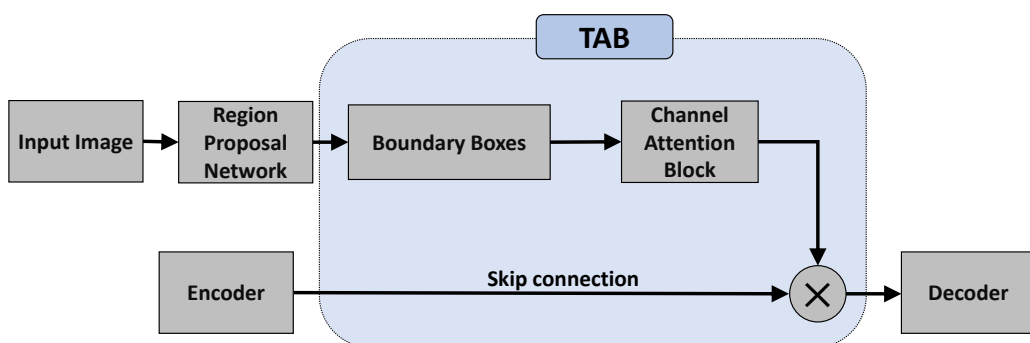 TAB
Input Image
Region
Proposal
Network
Boundary Boxes
Channel
Attention
Block
Encoder
Skip connection
×
Decoder